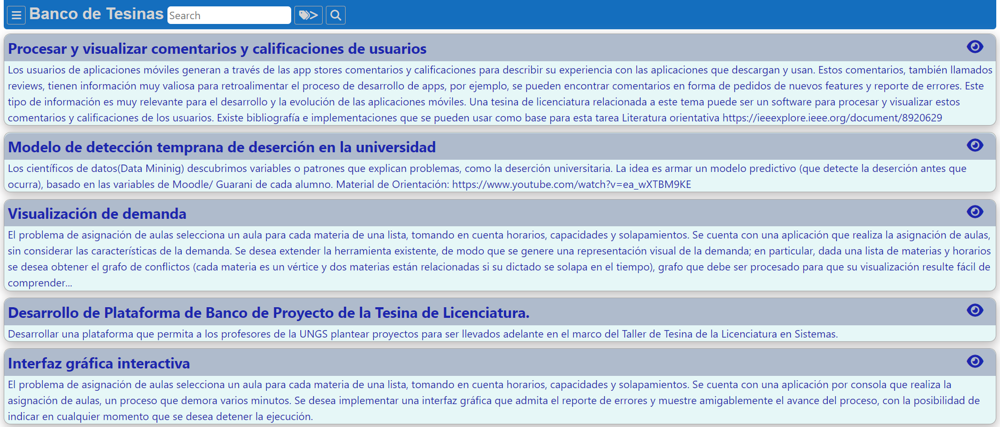 Banco de Tesinas Search
Procesar y visualizar comentarios y calificaciones de usuarios
Los usuarios de aplicaciones móviles generan a través de las app stores comentarios y calificaciones para describir su experiencia con las aplicaciones que descargan y usan. Estos comentarios, también llamados
reviews, tienen información muy valiosa para retroalimentar el proceso de desarrollo de apps, por ejemplo, se pueden encontrar comentarios en forma de pedidos de nuevos features y reporte de errores. Este
tipo de información es muy relevante para el desarrollo y la evolución de las aplicaciones móviles. Una tesina de licenciatura relacionada a este tema puede ser un software para procesar y visualizar estos
comentarios y calificaciones de los usuarios. Existe bibliografía e implementaciones que se pueden usar como base para esta tarea Literatura orientativa https://ieeexplore.ieee.org/document/8920629
Modelo de detección temprana de deserción en la universidad
Los científicos de datos(Data Mininig) descubrimos variables o patrones que explican problemas, como la deserción universitaria. La idea es armar un modelo predictivo (que detecte la deserción antes que
ocurra), basado en las variables de Moodle/ Guarani de cada alumno. Material de Orientación: https://www.youtube.com/watch?v=ea_wXTBM9KE
Visualización de demanda
El problema de asignación de aulas selecciona un aula para cada materia de una lista, tomando en cuenta horarios, capacidades y solapamientos. Se cuenta con una aplicación que realiza la asignación de aulas,
sin considerar las características de la demanda. Se desea extender la herramienta existente, de modo que se genere una representación visual de la demanda; en particular, dada una lista de materias y horarios
se desea obtener el grafo de conflictos (cada materia es un vértice y dos materias están relacionadas si su dictado se solapa en el tiempo), grafo que debe ser procesado para que su visualización resulte fácil de
comprender...
Desarrollo de Plataforma de Banco de Proyecto de la Tesina de Licenciatura.
Desarrollar una plataforma que permita a los profesores de la UNGS plantear proyectos para ser llevados adelante en el marco del Taller de Tesina de la Licenciatura en Sistemas.
Interfaz gráfica interactiva
El problema de asignación de aulas selecciona un aula para cada materia de una lista, tomando en cuenta horarios, capacidades y solapamientos. Se cuenta con una aplicación por consola que realiza la
asignación de aulas, un proceso que demora varios minutos. Se desea implementar una interfaz gráfica que admita el reporte de errores y muestre amigablemente el avance del proceso, con la posibilidad de
indicar en cualquier momento que se desea detener la ejecución.